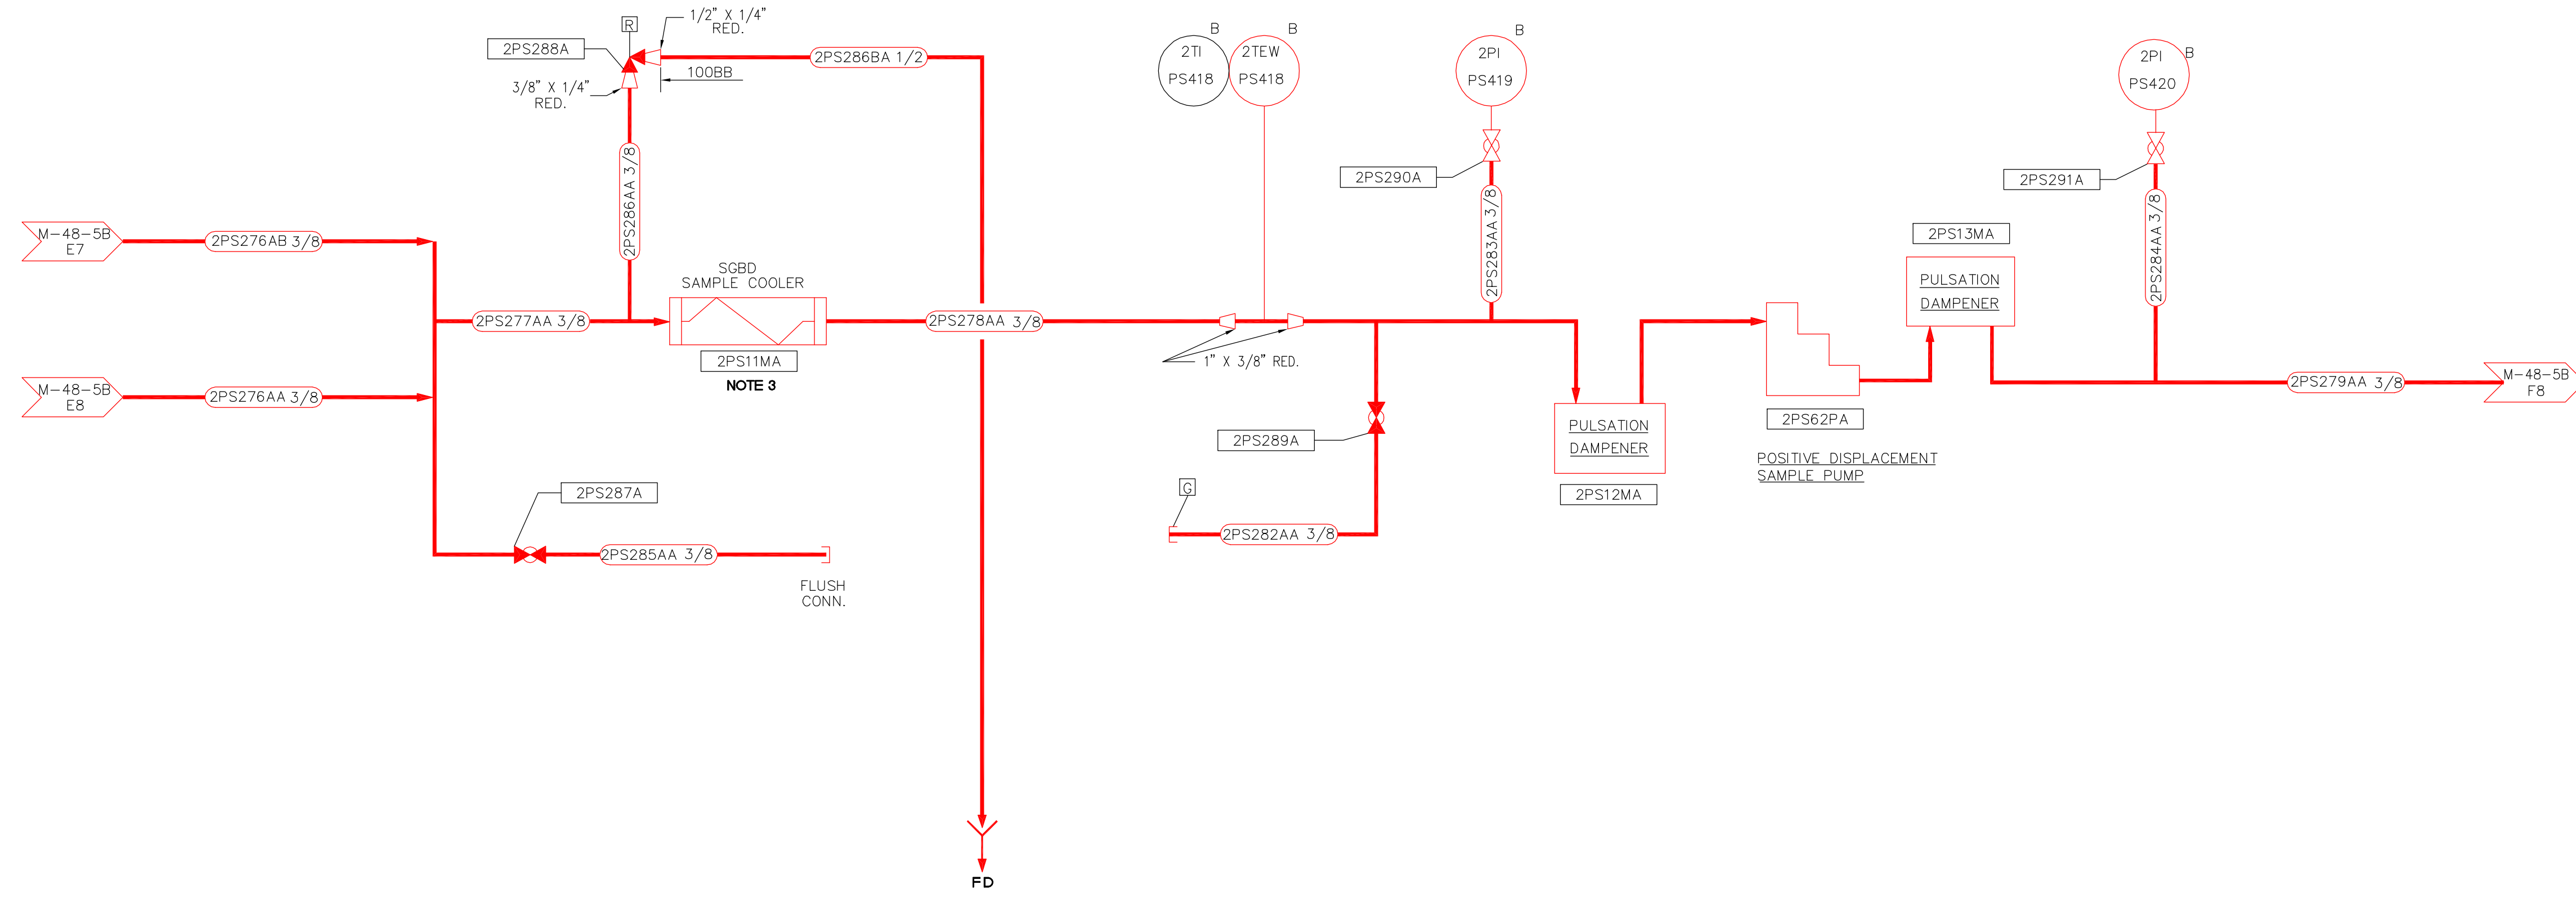 1/2" X 1/4"
RED.
R
2PS288A
2PS286BA 1/2
100BB
3/8" X 1/4"
RED.
2PS286AA 3/8
M-48-5B
E7
2PS276AB 3/8
SGBD
SAMPLE COOLER
2PS277AA 3/8
2PS11MA
NOTE 3
M-48-5B
E8
2PS276AA 3/8
2PS287A
2PS285AA 3/8
FLUSH
CONN.
2PS278AA 3/8
FD
B
2TI
PS418
B
2TEW
PS418
1" X 3/8" RED.
B
2PI
PS419
2PS290A
2PS283AA 3/8
2PS289A
G
2PS282AA 3/8
PULSATION
DAMPENER
2PS12MA
2PS62PA
POSITIVE DISPLACEMENT
SAMPLE PUMP
2PS13MA
PULSATION
DAMPENER
B
2PI
PS420
2PS291A
2PS284AA 3/8
2PS279AA 3/8
M-48-5B
F8